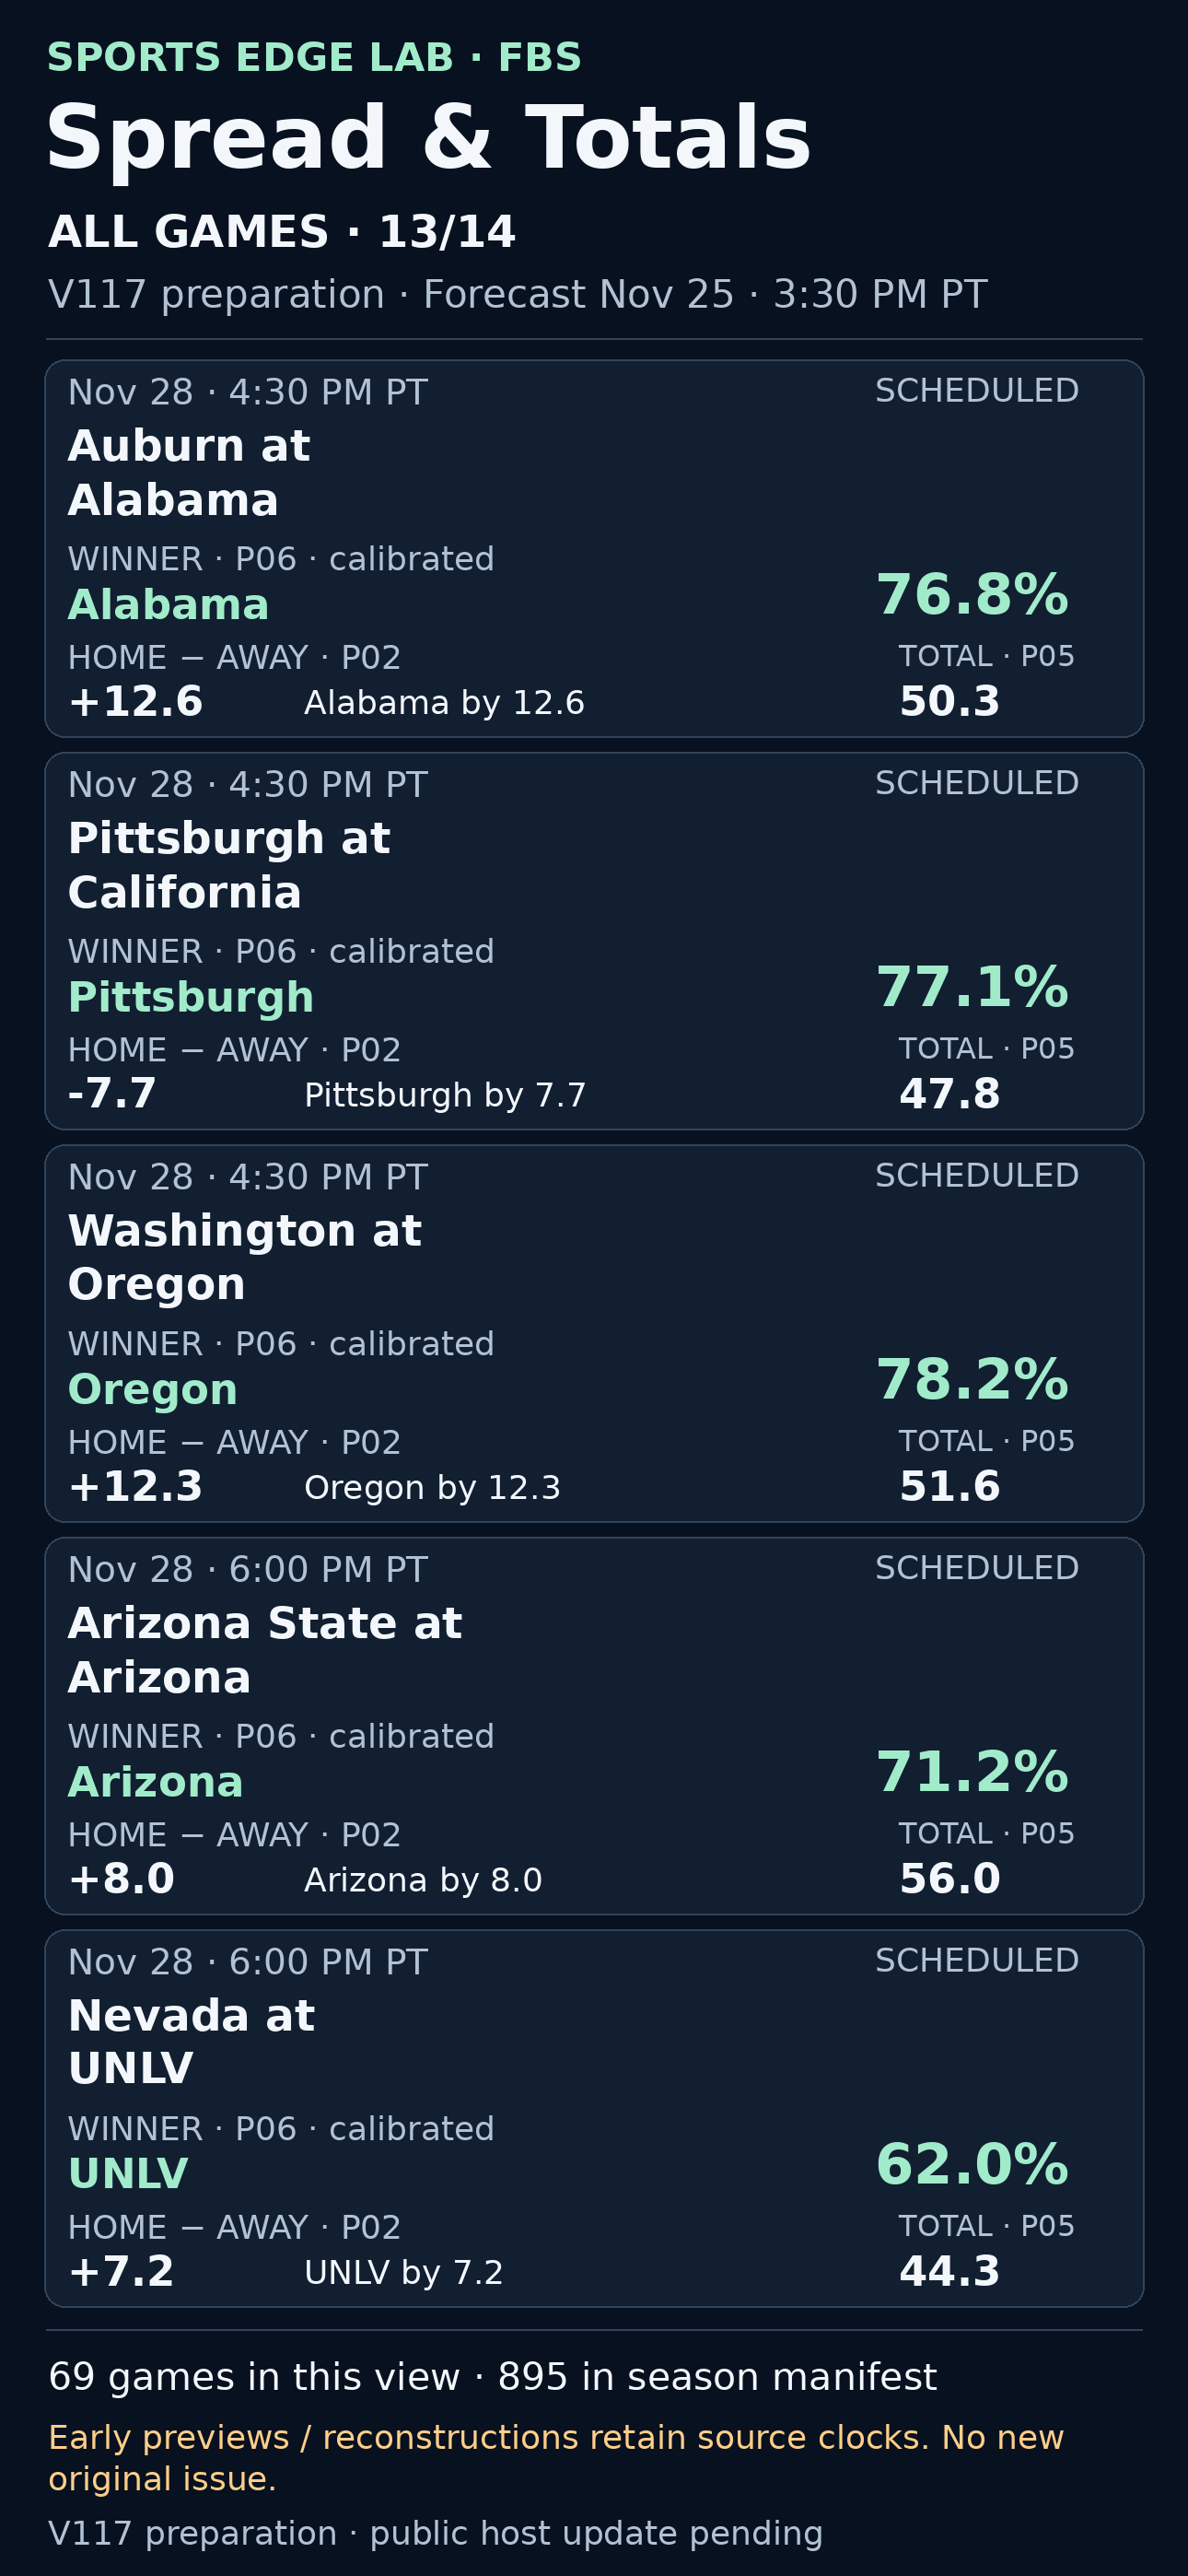 SPORTS EDGE LAB · FBS
Spread & Totals
ALL GAMES · 13/14
V117 preparation · Forecast Nov 25 · 3:30 PM PT
Nov 28 · 4:30 PM PT SCHEDULED
Auburn at
Alabama
WINNER · P06 · calibrated
Alabama 76.8%
HOME − AWAY · P02 TOTAL · P05
+12.6 Alabama by 12.6 50.3
Nov 28 · 4:30 PM PT SCHEDULED
Pittsburgh at
California
WINNER · P06 · calibrated
Pittsburgh 77.1%
HOME − AWAY · P02 TOTAL · P05
-7.7 Pittsburgh by 7.7 47.8
Nov 28 · 4:30 PM PT SCHEDULED
Washington at
Oregon
WINNER · P06 · calibrated
Oregon 78.2%
HOME − AWAY · P02 TOTAL · P05
+12.3 Oregon by 12.3 51.6
Nov 28 · 6:00 PM PT SCHEDULED
Arizona State at
Arizona
WINNER · P06 · calibrated
Arizona 71.2%
HOME − AWAY · P02 TOTAL · P05
+8.0 Arizona by 8.0 56.0
Nov 28 · 6:00 PM PT SCHEDULED
Nevada at
UNLV
WINNER · P06 · calibrated
UNLV 62.0%
HOME − AWAY · P02 TOTAL · P05
+7.2 UNLV by 7.2 44.3
69 games in this view · 895 in season manifest
Early previews / reconstructions retain source clocks. No new
original issue.
V117 preparation · public host update pending